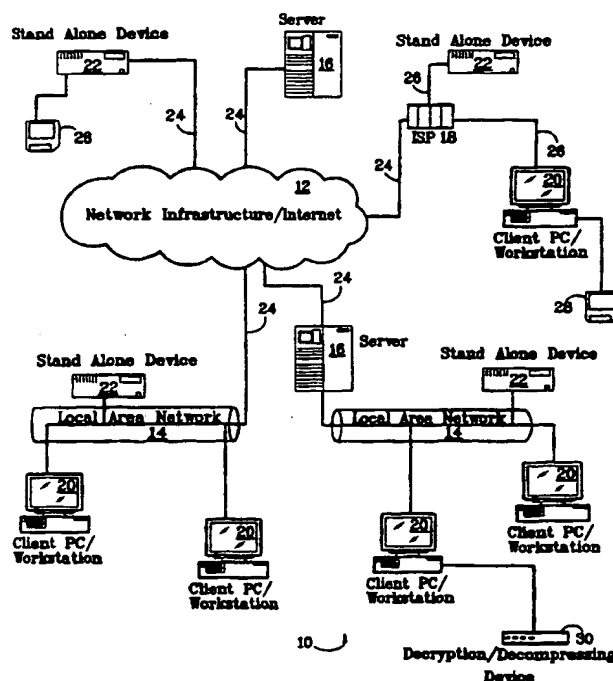 Server
Stand Alone Device
22
16
Stand Alone Device
22
26
28
24
24
ISP 18
26
24
12
Network Infrastructure/Internet
20
Client PC/
Workstation
24
24
28
16
Server
Stand Alone Device
22
Stand Alone Device
22
Local Area Network
14
Local Area Network
14
20
Client PC/
Workstation
20
Client PC/
Workstation
20
Client PC/
Workstation
20
Client PC/
Workstation
10
30
Decryption/Decompressing
Device